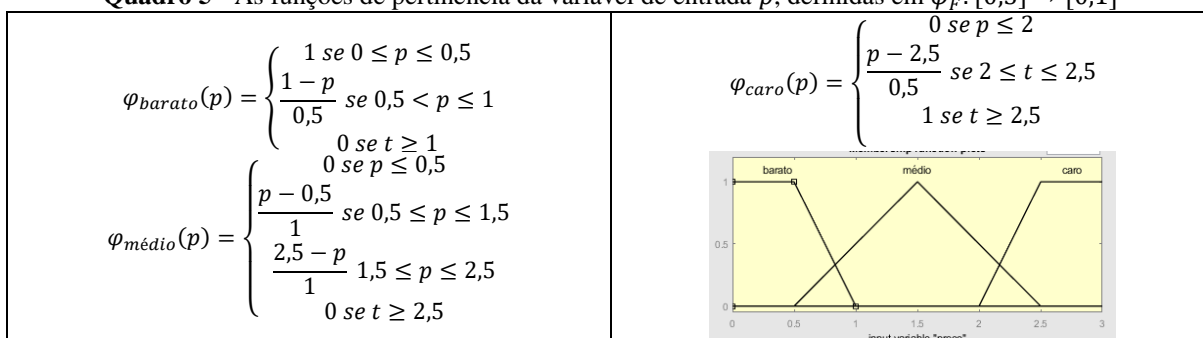 Quadro 3 - As funções de pertinência da variável de entrada p, definidas em φ_F: [0,3] → [0,1]
φ_barato(p) = { 1 se 0 ≤ p ≤ 0,5
(1 − p)/0,5 se 0,5 < p ≤ 1
0 se t ≥ 1
φ_médio(p) = { 0 se p ≤ 0,5
(p − 0,5)/1 se 0,5 ≤ p ≤ 1,5
(2,5 − p)/1 1,5 ≤ p ≤ 2,5
0 se t ≥ 2,5
φ_caro(p) = { 0 se p ≤ 2
(p − 2,5)/0,5 se 2 ≤ t ≤ 2,5
1 se t ≥ 2,5
barato médio caro
1
0.5
0
0 0.5 1 1.5 2 2.5 3
input variable